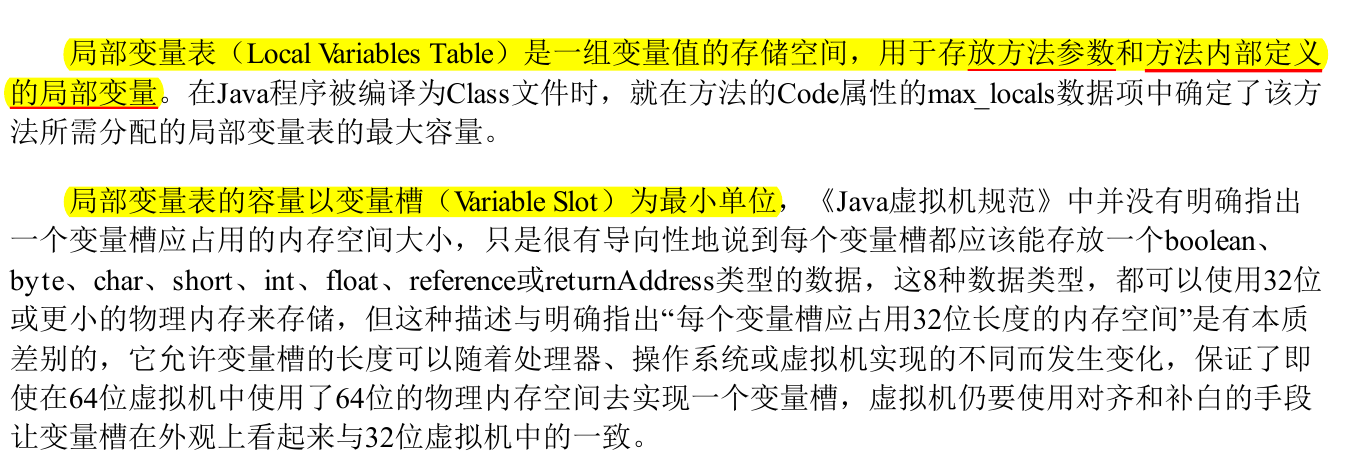 局部变量表（Local Variables Table）是一组变量值的存储空间，用于存放方法参数和方法内部定义
的局部变量。在Java程序被编译为Class文件时，就在方法的Code属性的max_locals数据项中确定了该方
法所需分配的局部变量表的最大容量。
局部变量表的容量以变量槽（Variable Slot）为最小单位，《Java虚拟机规范》中并没有明确指出
一个变量槽应占用的内存空间大小，只是很有导向性地说到每个变量槽都应该能存放一个boolean、
byte、char、short、int、float、reference或returnAddress类型的数据，这8种数据类型，都可以使用32位
或更小的物理内存来存储，但这种描述与明确指出“每个变量槽应占用32位长度的内存空间”是有本质
差别的，它允许变量槽的长度可以随着处理器、操作系统或虚拟机实现的不同而发生变化，保证了即
使在64位虚拟机中使用了64位的物理内存空间去实现一个变量槽，虚拟机仍要使用对齐和补白的手段
让变量槽在外观上看起来与32位虚拟机中的一致。